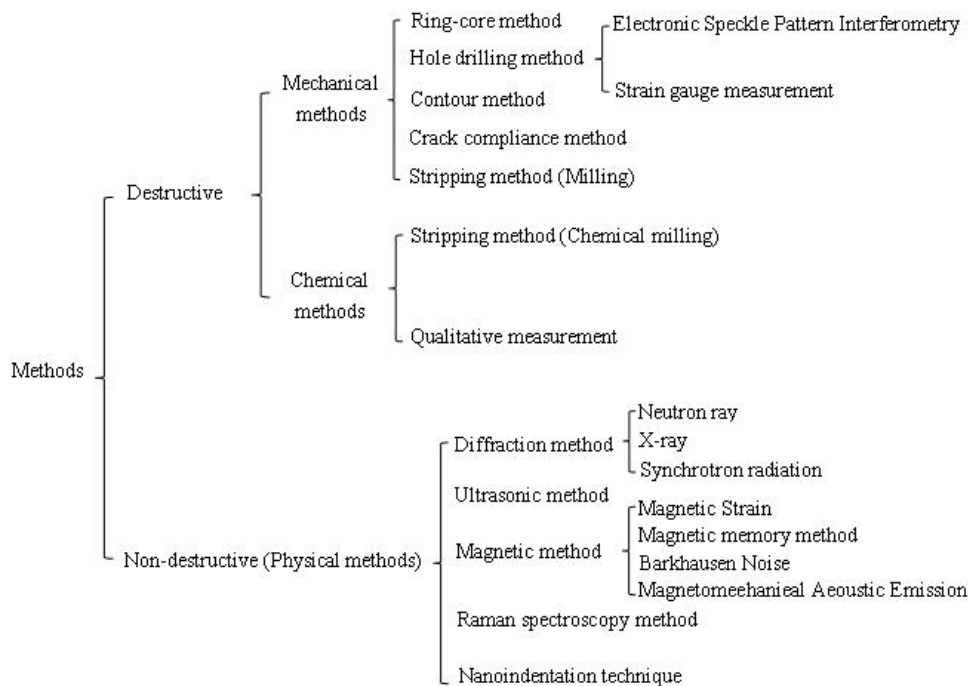 Ring-core method
Electronic Speckle Pattern Interferometry
Hole drilling method
Mechanical
methods
Strain gauge measurement
Contour method
Crack compliance method
Stripping method (Milling)
Destructive
Stripping method (Chemical milling)
Chemical
methods
Qualitative measurement
Methods
Neutron ray
Diffraction method
X-ray
Synchrotron radiation
Ultrasonic method
Magnetic Strain
Magnetic memory method
Non-destructive (Physical methods)
Magnetic method
Barkhausen Noise
Magnetomeehanieal Aeoustic Emission
Raman spectroscopy method
Nanoindentation technique